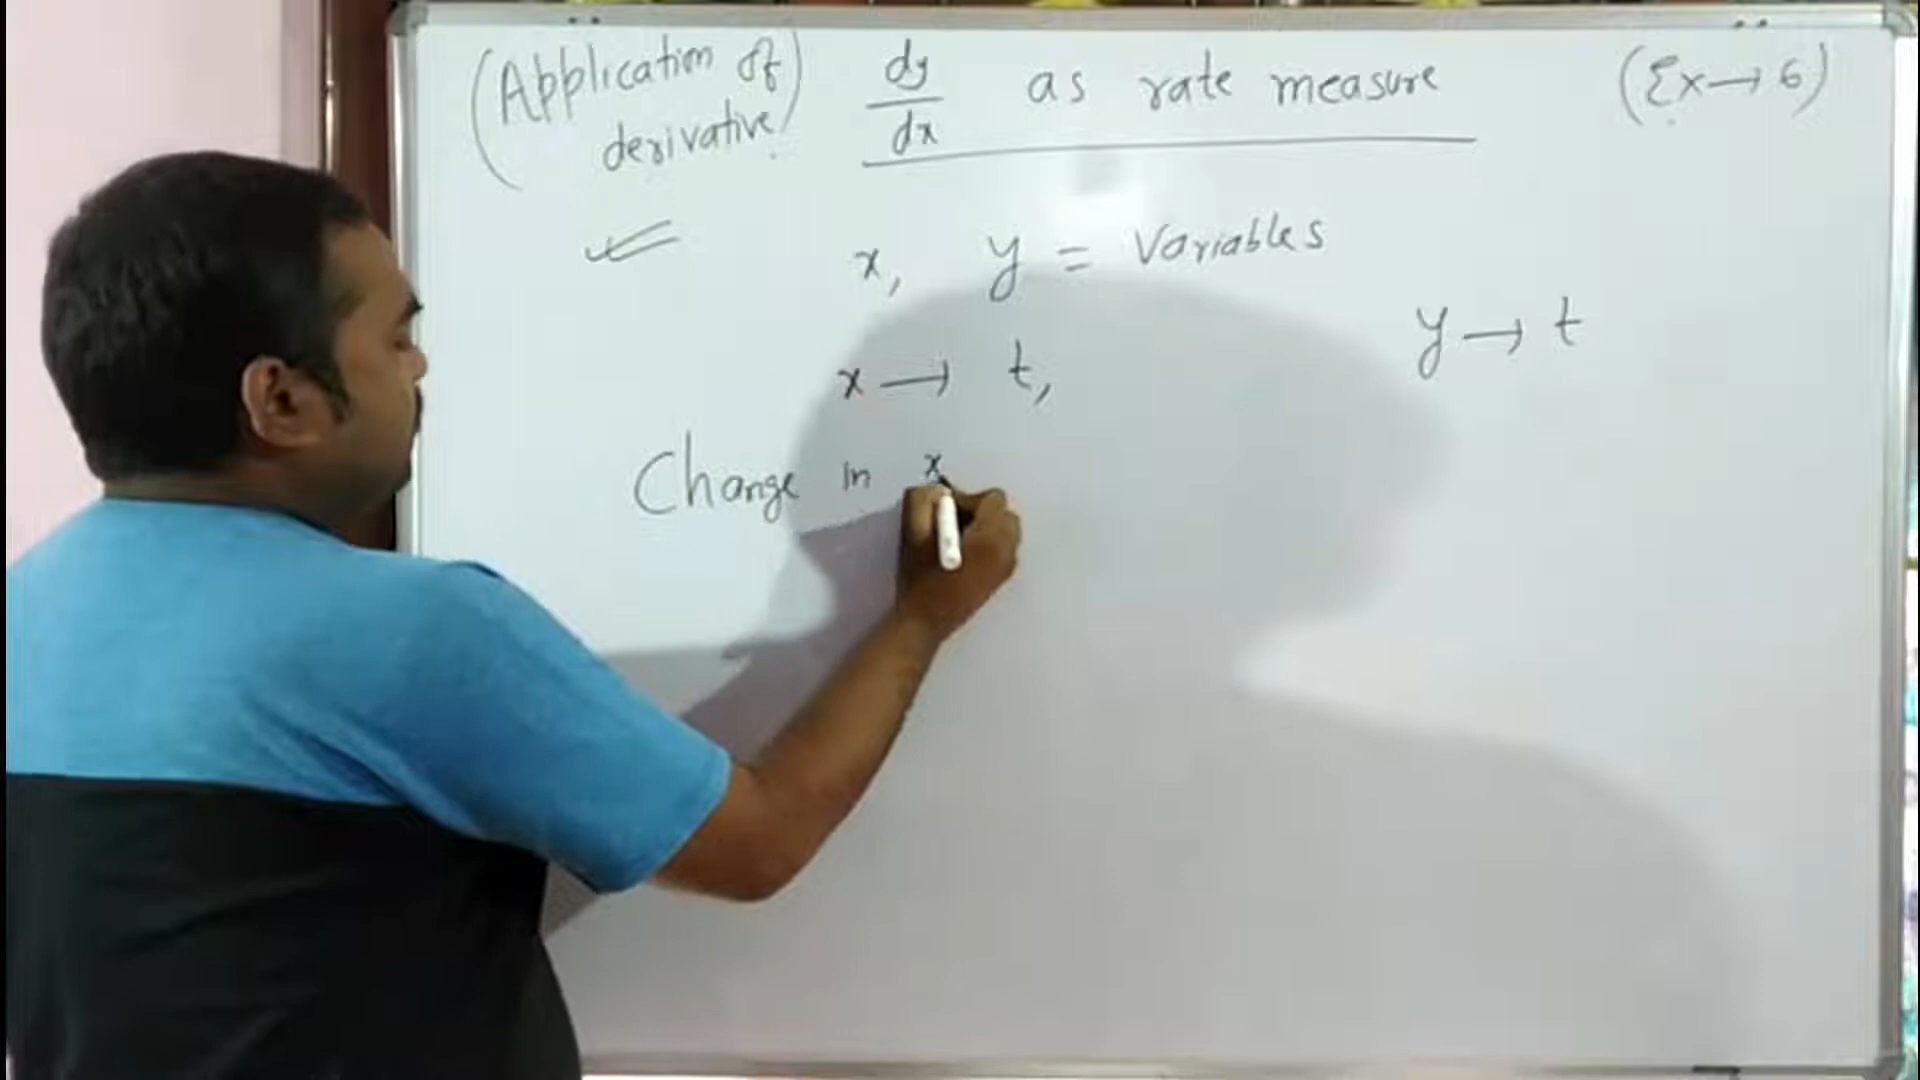 (Application of derivative) dy/dx as rate measure (Ex → 6)
x, y = Variables
x → t, y → t
Change in x